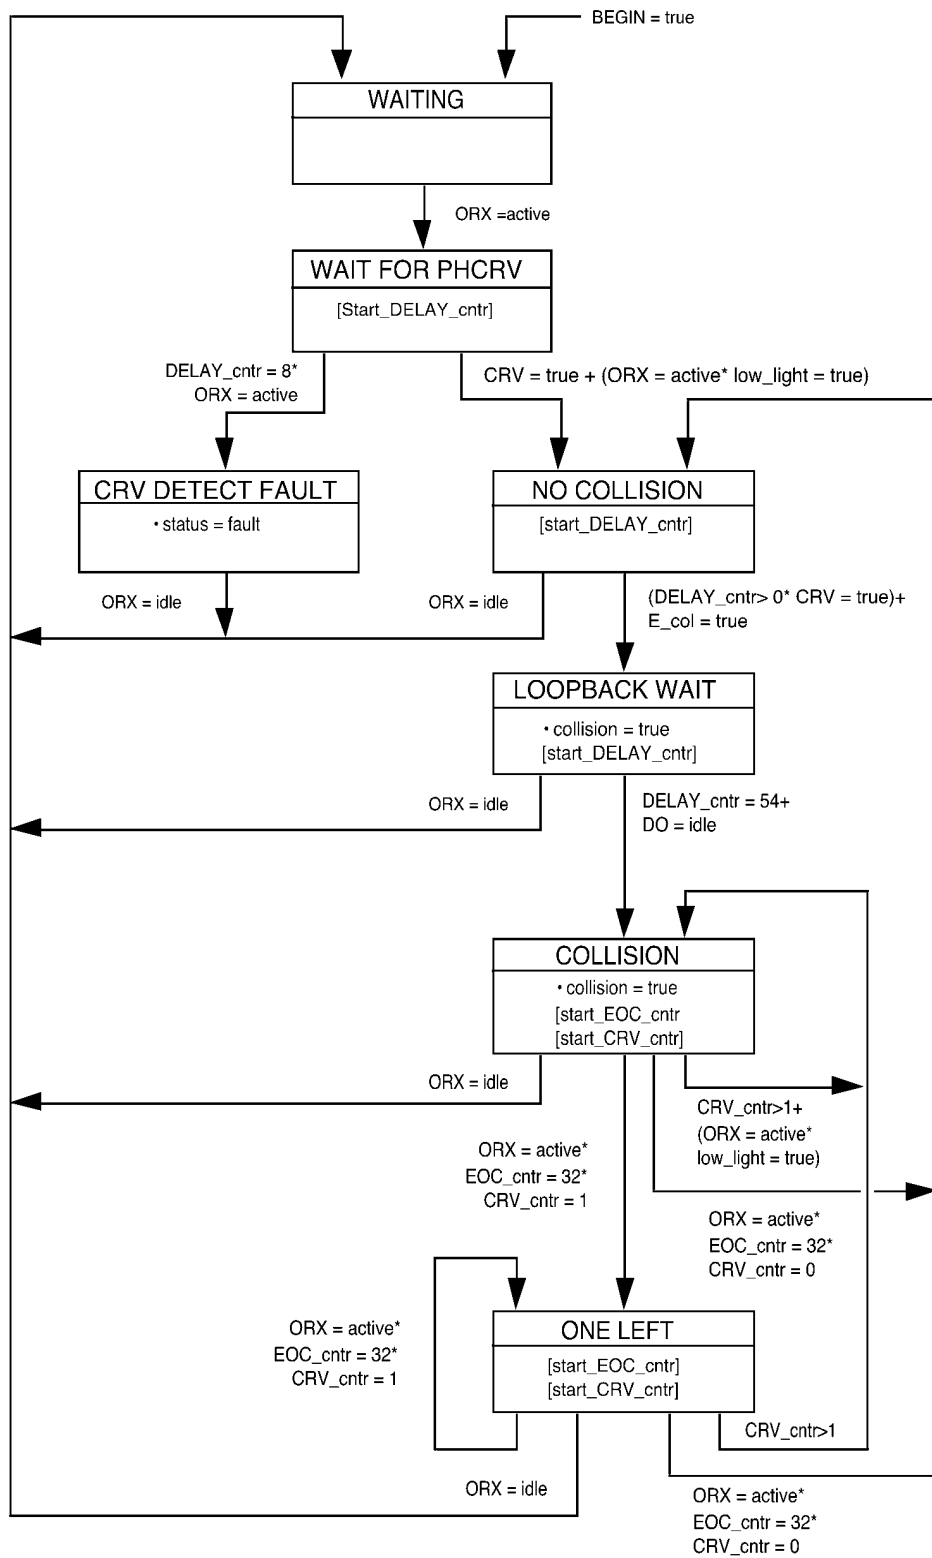 BEGIN = true
WAITING
ORX =active
WAIT FOR PHCRV
[Start_DELAY_cntr]
DELAY_cntr = 8*
ORX = active
CRV = true + (ORX = active* low_light = true)
CRV DETECT FAULT
• status = fault
NO COLLISION
[start_DELAY_cntr]
ORX = idle
ORX = idle
(DELAY_cntr> 0* CRV = true)+
E_col = true
LOOPBACK WAIT
• collision = true
[start_DELAY_cntr]
ORX = idle
DELAY_cntr = 54+
DO = idle
COLLISION
• collision = true
[start_EOC_cntr
[start_CRV_cntr]
ORX = idle
CRV_cntr>1+
(ORX = active*
low_light = true)
ORX = active*
EOC_cntr = 32*
CRV_cntr = 1
ORX = active*
EOC_cntr = 32*
CRV_cntr = 0
ONE LEFT
[start_EOC_cntr]
[start_CRV_cntr]
ORX = active*
EOC_cntr = 32*
CRV_cntr = 1
CRV_cntr>1
ORX = idle
ORX = active*
EOC_cntr = 32*
CRV_cntr = 0